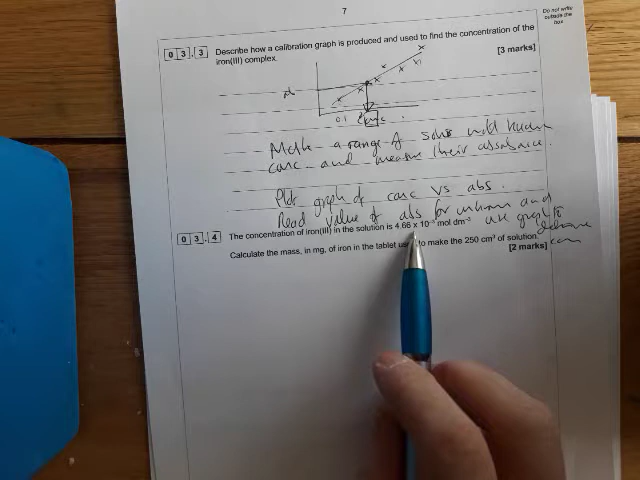 7
Do not write
outside the
box
0 3 . 3 Describe how a calibration graph is produced and used to find the concentration of the
iron(III) complex.
[3 marks]
0.1
conc
Make a range of solns with known
conc and measure their absorbance.
Plot graph of conc vs abs.
Read value of abs for unknown and
use graph to
determine
conc
0 3 . 4 The concentration of iron(III) in the solution is 4.66 x 10⁻³ mol dm⁻³
Calculate the mass, in mg, of iron in the tablet us to make the 250 cm³ of solution.
[2 marks]